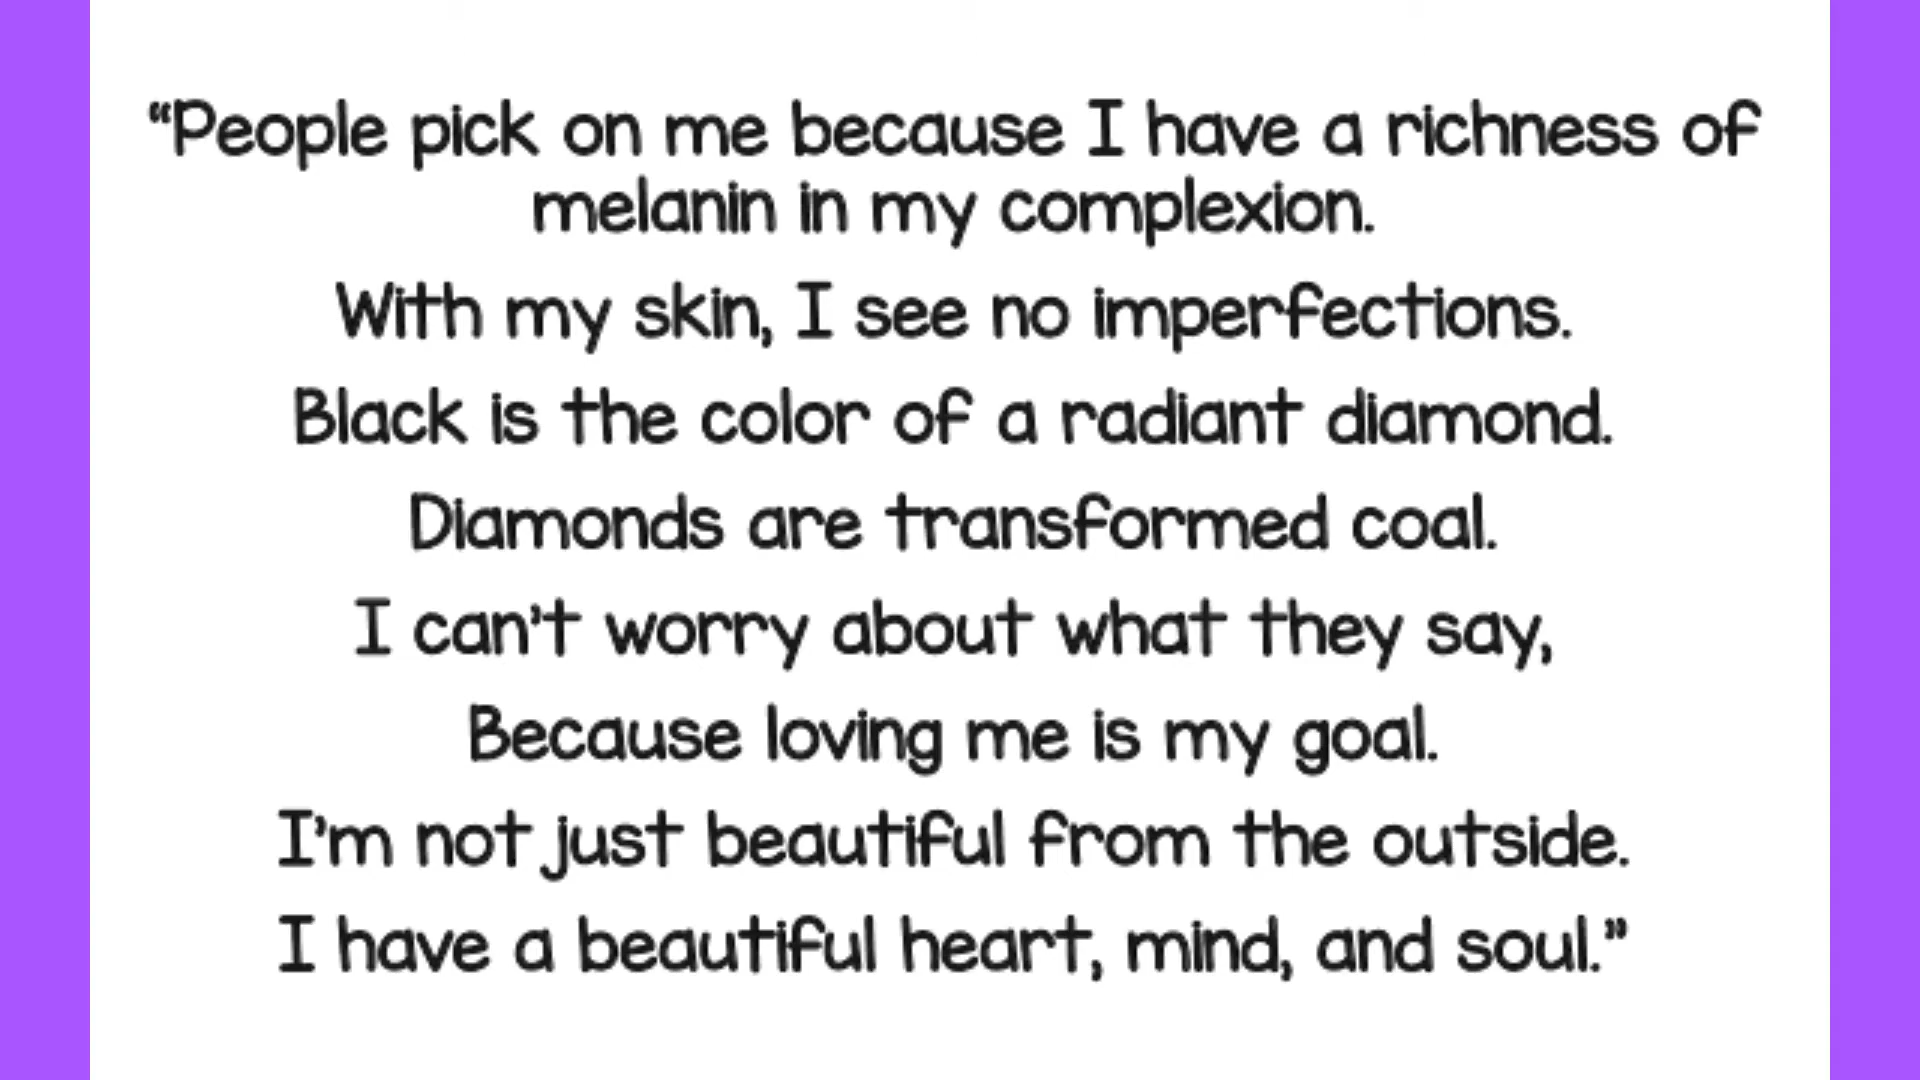 “People pick on me because I have a richness of
melanin in my complexion.
With my skin, I see no imperfections.
Black is the color of a radiant diamond.
Diamonds are transformed coal.
I can’t worry about what they say,
Because loving me is my goal.
I’m not just beautiful from the outside.
I have a beautiful heart, mind, and soul.”